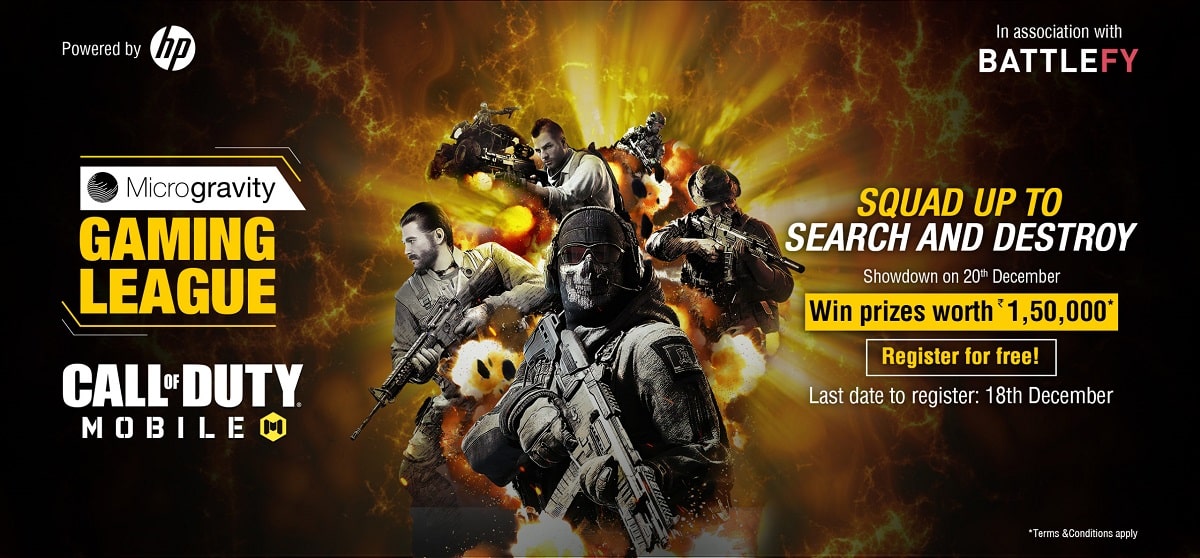 Powered by hp
In association with
BATTLEFY
Microgravity
GAMING
LEAGUE
CALL OF DUTY
MOBILE
SQUAD UP TO
SEARCH AND DESTROY
Showdown on 20th December
Win prizes worth ₹ 1,50,000*
Register for free!
Last date to register: 18th December
*Terms &Conditions apply